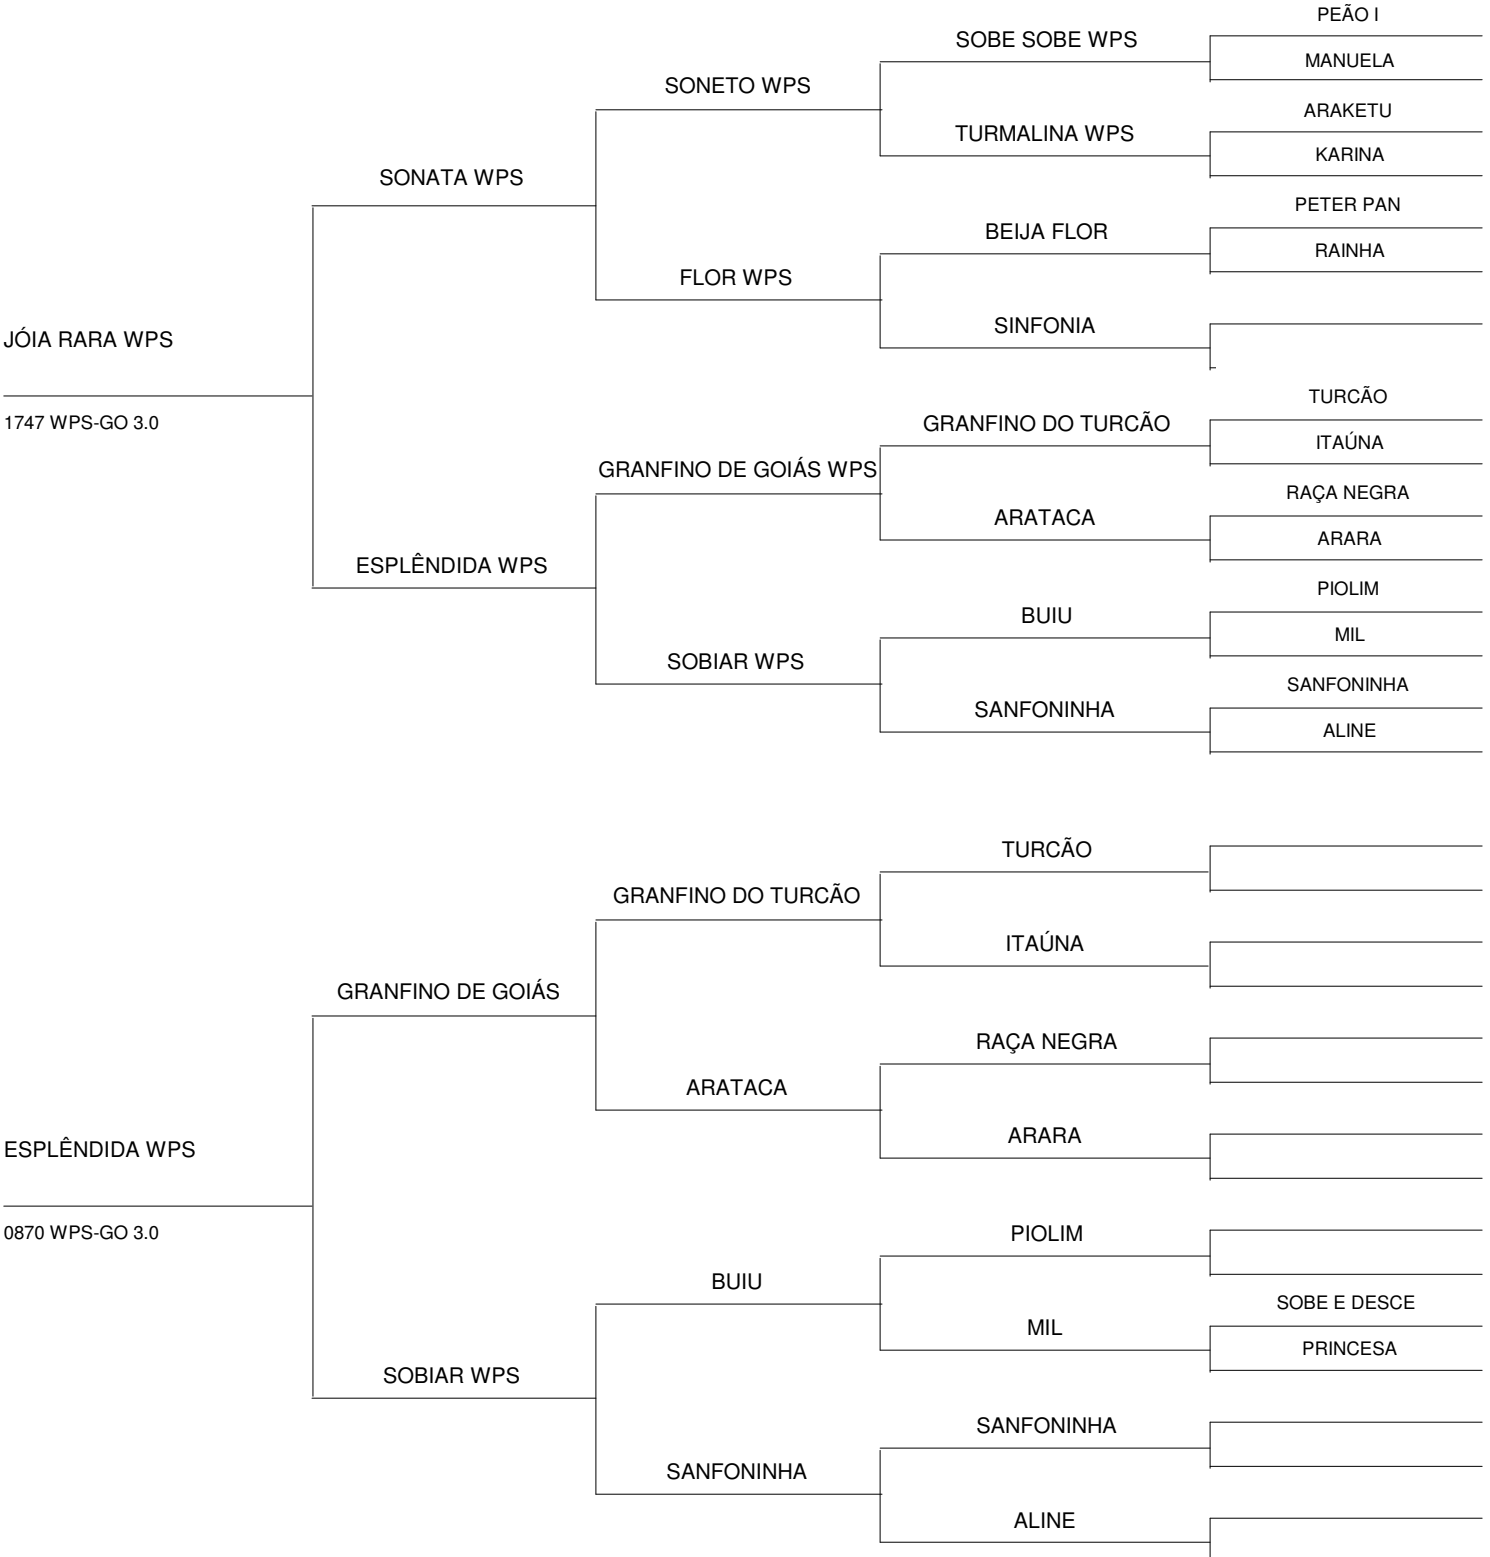 PEÃO I
SOBE SOBE WPS
MANUELA
SONETO WPS
ARAKETU
TURMALINA WPS
KARINA
SONATA WPS
PETER PAN
BEIJA FLOR
RAINHA
FLOR WPS
SINFONIA
JÓIA RARA WPS
TURCÃO
1747 WPS-GO 3.0
GRANFINO DO TURCÃO
ITAÚNA
GRANFINO DE GOIÁS WPS
RAÇA NEGRA
ARATACA
ARARA
ESPLÊNDIDA WPS
PIOLIM
BUIU
MIL
SOBIAR WPS
SANFONINHA
SANFONINHA
ALINE
TURCÃO
GRANFINO DO TURCÃO
ITAÚNA
GRANFINO DE GOIÁS
RAÇA NEGRA
ARATACA
ARARA
ESPLÊNDIDA WPS
0870 WPS-GO 3.0
PIOLIM
BUIU
SOBE E DESCE
MIL
PRINCESA
SOBIAR WPS
SANFONINHA
SANFONINHA
ALINE